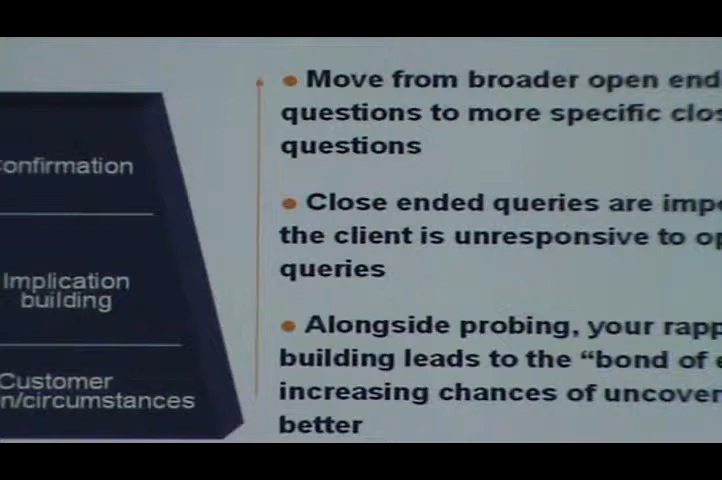 onfirmation
Implication
building
Customer
n/circumstances
● Move from broader open end
questions to more specific clos
questions
● Close ended queries are imp
the client is unresponsive to op
queries
● Alongside probing, your rapp
building leads to the “bond of e
increasing chances of uncover
better